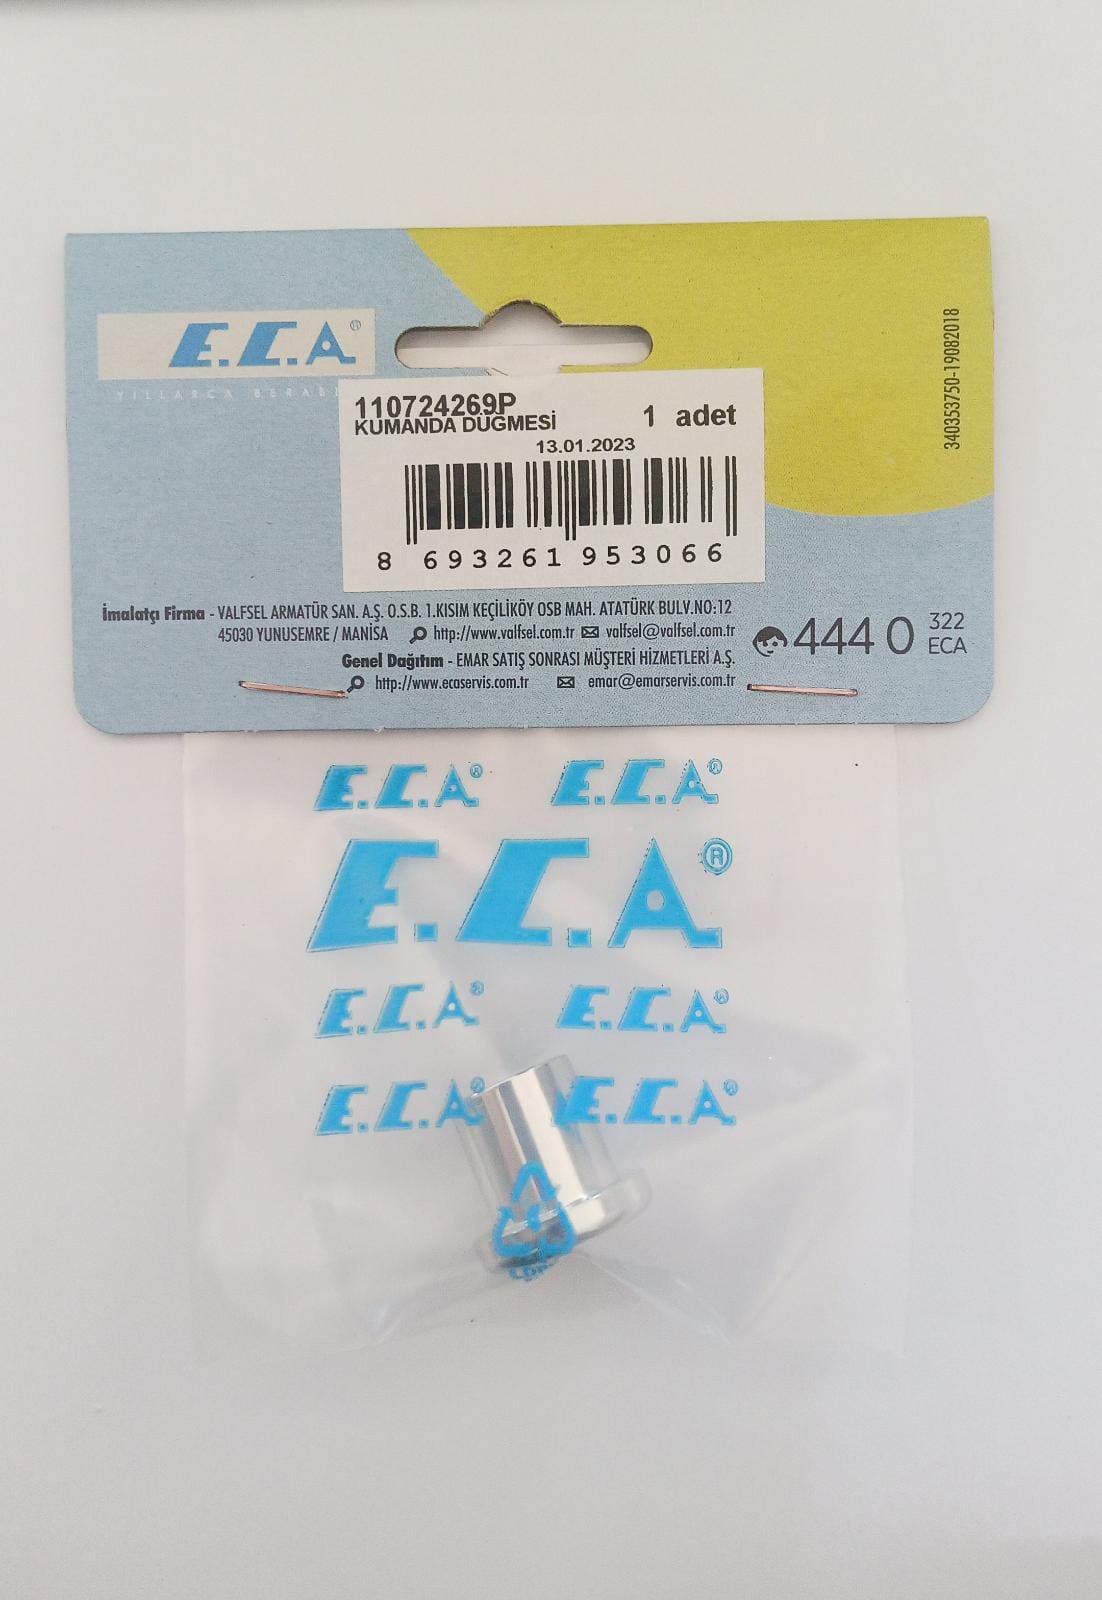 E.C.A®
YILLARCA
110724269P
KUMANDA DÜĞMESİ
1 adet
13.01.2023
8 693261 953066
340353750-19082018
İmalatçı Firma - VALFSEL ARMATÜR SAN. A.Ş. O.S.B. 1.KISIM KEÇİLİKÖY OSB MAH. ATATÜRK BULV.NO:12
45030 YUNUSEMRE / MANİSA http://www.valfsel.com.tr valfsel@valfsel.com.tr
Genel Dağıtım - EMAR SATIŞ SONRASI MÜŞTERİ HİZMETLERİ A.Ş.
http://www.ecaservis.com.tr emar@emarservis.com.tr
444 0 322
ECA
E.C.A® E.C.A®
E.C.A®
E.C.A® E.C.A®
E.C.A® E.C.A®